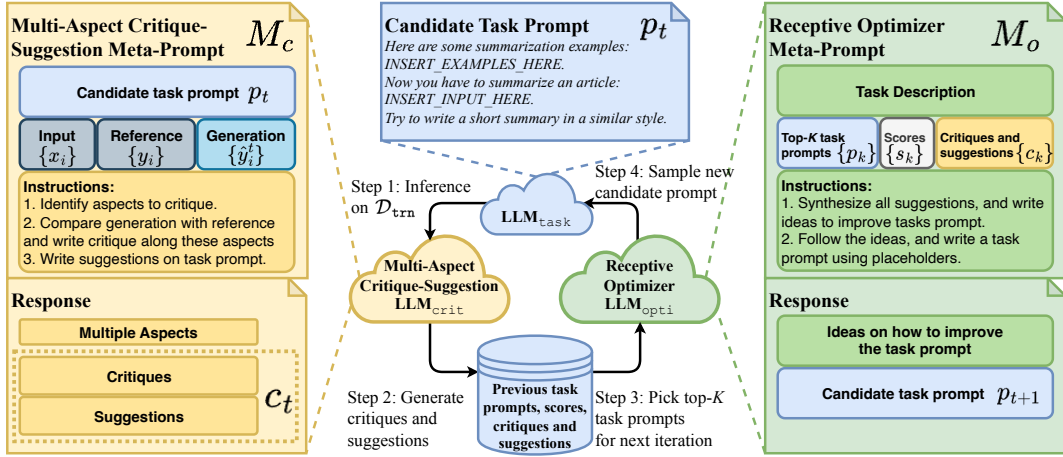 Multi-Aspect Critique-
Suggestion Meta-Prompt
M_c
Candidate task prompt p_t
Input
{x_i}
Reference
{y_i}
Generation
{ŷ_i^t}
Instructions:
1. Identify aspects to critique.
2. Compare generation with reference
and write critique along these aspects
3. Write suggestions on task prompt.
Response
Multiple Aspects
Critiques
Suggestions
c_t
Candidate Task Prompt p_t
Here are some summarization examples:
INSERT_EXAMPLES_HERE.
Now you have to summarize an article:
INSERT_INPUT_HERE.
Try to write a short summary in a similar style.
Step 1: Inference
on D_trn
LLM_task
Step 4: Sample new
candidate prompt
Multi-Aspect
Critique-Suggestion
LLM_crit
Receptive
Optimizer
LLM_opti
Step 2: Generate
critiques and
suggestions
Previous task
prompts, scores,
critiques and
suggestions
Step 3: Pick top-K
task prompts
for next iteration
Receptive Optimizer
Meta-Prompt
M_o
Task Description
Top-K task
prompts {p_k}
Scores
{s_k}
Critiques and
suggestions {c_k}
Instructions:
1. Synthesize all suggestions, and write
ideas to improve tasks prompt.
2. Follow the ideas, and write a task
prompt using placeholders.
Response
Ideas on how to improve
the task prompt
Candidate task prompt p_{t+1}